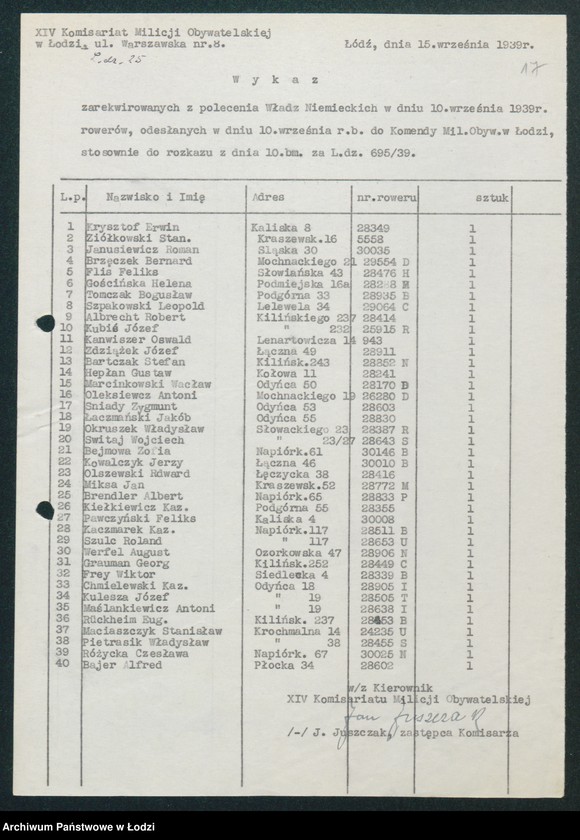 XIV Komisariat Milicji Obywatelskiej
w Łodzi, ul. Warszawska nr.8. Łódź, dnia 15.września 1939r.
L.dz. 25
17
W y k a z
zarekwirowanych z polecenia Władz Niemieckich w dniu 10.września 1939r.
rowerów, odesłanych w dniu 10.września r.b. do Komendy Mil.Obyw.w Łodzi,
stosownie do rozkazu z dnia 10.bm. za L.dz. 695/39.
L.p. Nazwisko i Imię Adres nr.roweru sztuk
1 Krysztof Erwin Kaliska 8 28349 1
2 Ziółkowski Stan. Kraszewsk.16 5558 1
3 Janusiewicz Roman Sląska 30 30035 1
4 Brzęczek Bernard Mochnackiego 21 29554 D 1
5 Flis Feliks Słowiańska 43 28476 H 1
6 Gościńska Helena Podmiejska 16a M 1
7 Tomczak Bogusław Podgórna 33 28935 B 1
8 Szpakowski Leopold Lelewela 34 29064 C 1
9 Albrecht Robert Kilińskiego 237 28414 1
10 Kubiś Józef " 232 25915 R 1
11 Kanwiszer Oswald Lenartowicza 14 943 1
12 Zdziążek Józef Łączna 49 28911 1
13 Bartczak Stefan Kilińsk.243 28852 N 1
14 Hepłan Gustaw Kołowa 11 28241 1
15 Marcinkowski Wacław Odyńca 50 28170 B 1
16 Oleksiewicz Antoni Mochnackiego 19 26280 D 1
17 Sniady Zygmunt Odyńca 53 28603 1
18 Łaczmański Jakób Odyńca 55 28830 1
19 Okruszek Władysław Słowackiego 23 28387 R 1
20 Switaj Wojciech " 23/27 28643 S 1
21 Bejmowa Zofia Napiórk.61 30146 B 1
22 Kowalczyk Jerzy Łączna 46 30010 B 1
23 Olszewski Edward Łęczycka 38 28416 1
24 Miksa Jan Kraszewsk.52 28772 M 1
25 Brendler Albert Napiórk.65 28833 P 1
26 Kiełkiewicz Kaz. Podgórna 55 28355 1
27 Pawczyński Feliks Kaliska 4 30008 1
28 Kaczmarek Kaz. Napiórk.117 28511 B 1
29 Szulc Roland " 117 28653 U 1
30 Werfel August Ozorkowska 47 28906 N 1
31 Grauman Georg Kilińsk.252 28449 C 1
32 Frey Wiktor Siedlecka 4 28339 B 1
33 Chmielewski Kaz. Odyńca 18 28905 I 1
34 Kulesza Józef " 19 28505 T 1
35 Maślankiewicz Antoni " 19 28638 I 1
36 Rückheim Eug. Kilińsk. 237 28453 B 1
37 Maciaszczyk Stanisław Krochmalna 14 24235 U 1
38 Pietrasik Władysław " 38 28455 S 1
39 Różycka Czesława Napiórk. 67 30025 N 1
40 Bajer Alfred Płocka 34 28602 1
w/z Kierownik
XIV Komisariatu Milicji Obywatelskiej
/-/ J. Juszczak, zastępca Komisarza
Archiwum Państwowe w Łodzi